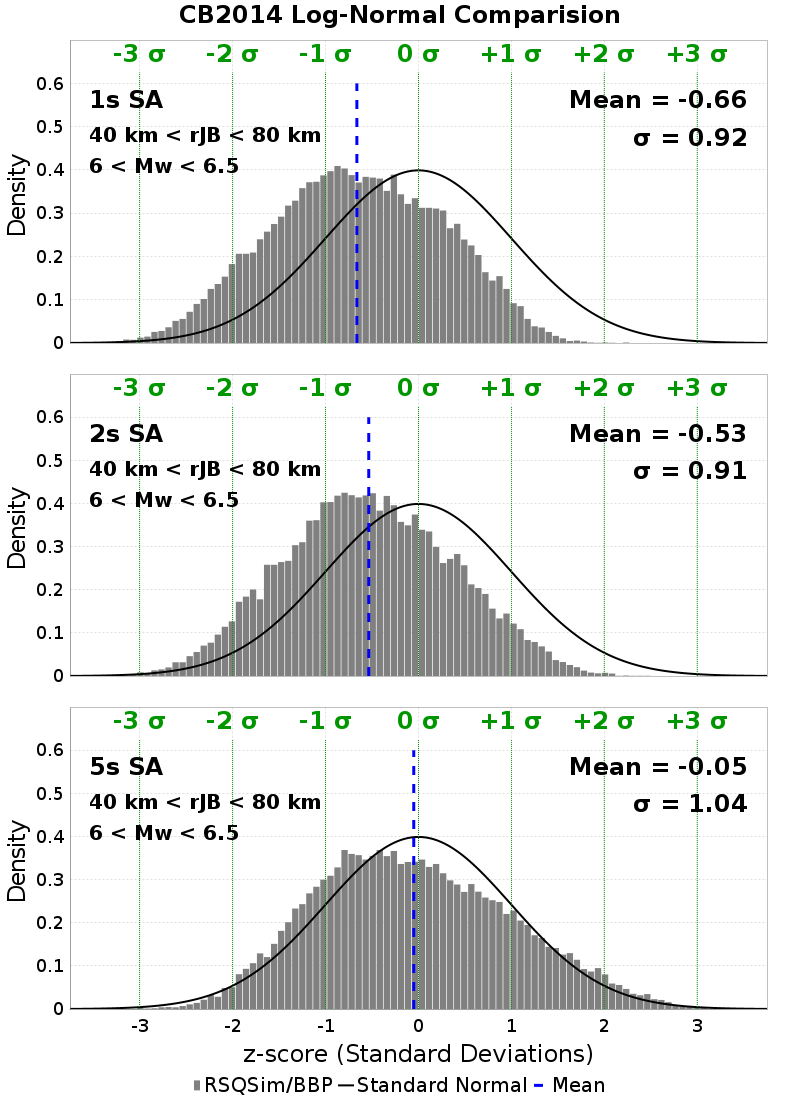 CB2014 Log-Normal Comparision
-3 σ -2 σ -1 σ 0 σ +1 σ +2 σ +3 σ
1s SA
Mean = -0.66
40 km < rJB < 80 km
σ = 0.92
6 < Mw < 6.5
Density
0.6
0.5
0.4
0.3
0.2
0.1
0
-3 σ -2 σ -1 σ 0 σ +1 σ +2 σ +3 σ
2s SA
Mean = -0.53
40 km < rJB < 80 km
σ = 0.91
6 < Mw < 6.5
Density
0.6
0.5
0.4
0.3
0.2
0.1
0
-3 σ -2 σ -1 σ 0 σ +1 σ +2 σ +3 σ
5s SA
Mean = -0.05
40 km < rJB < 80 km
σ = 1.04
6 < Mw < 6.5
Density
0.6
0.5
0.4
0.3
0.2
0.1
0
-3 -2 -1 0 1 2 3
z-score (Standard Deviations)
RSQSim/BBP Standard Normal Mean